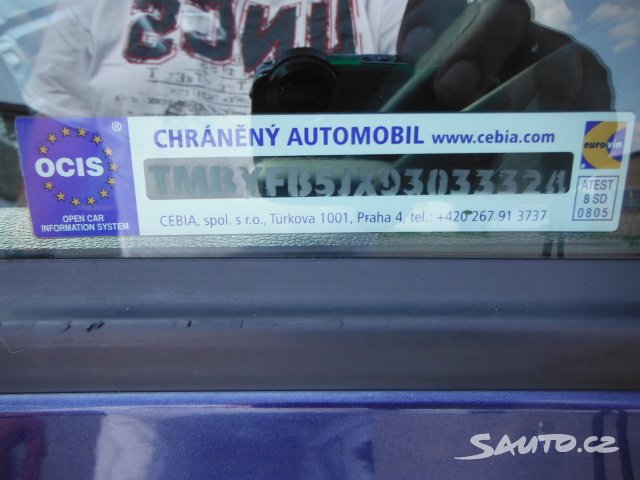 OCIS
®
OPEN CAR
INFORMATION SYSTEM
CHRÁNĚNÝ AUTOMOBIL www.cebia.com
CEBIA, spol. s r.o., Türkova 1001, Praha 4, tel.: +420 267 91 3737
eurovin
ATEST
8 SD
0805
SAUTO.CZ